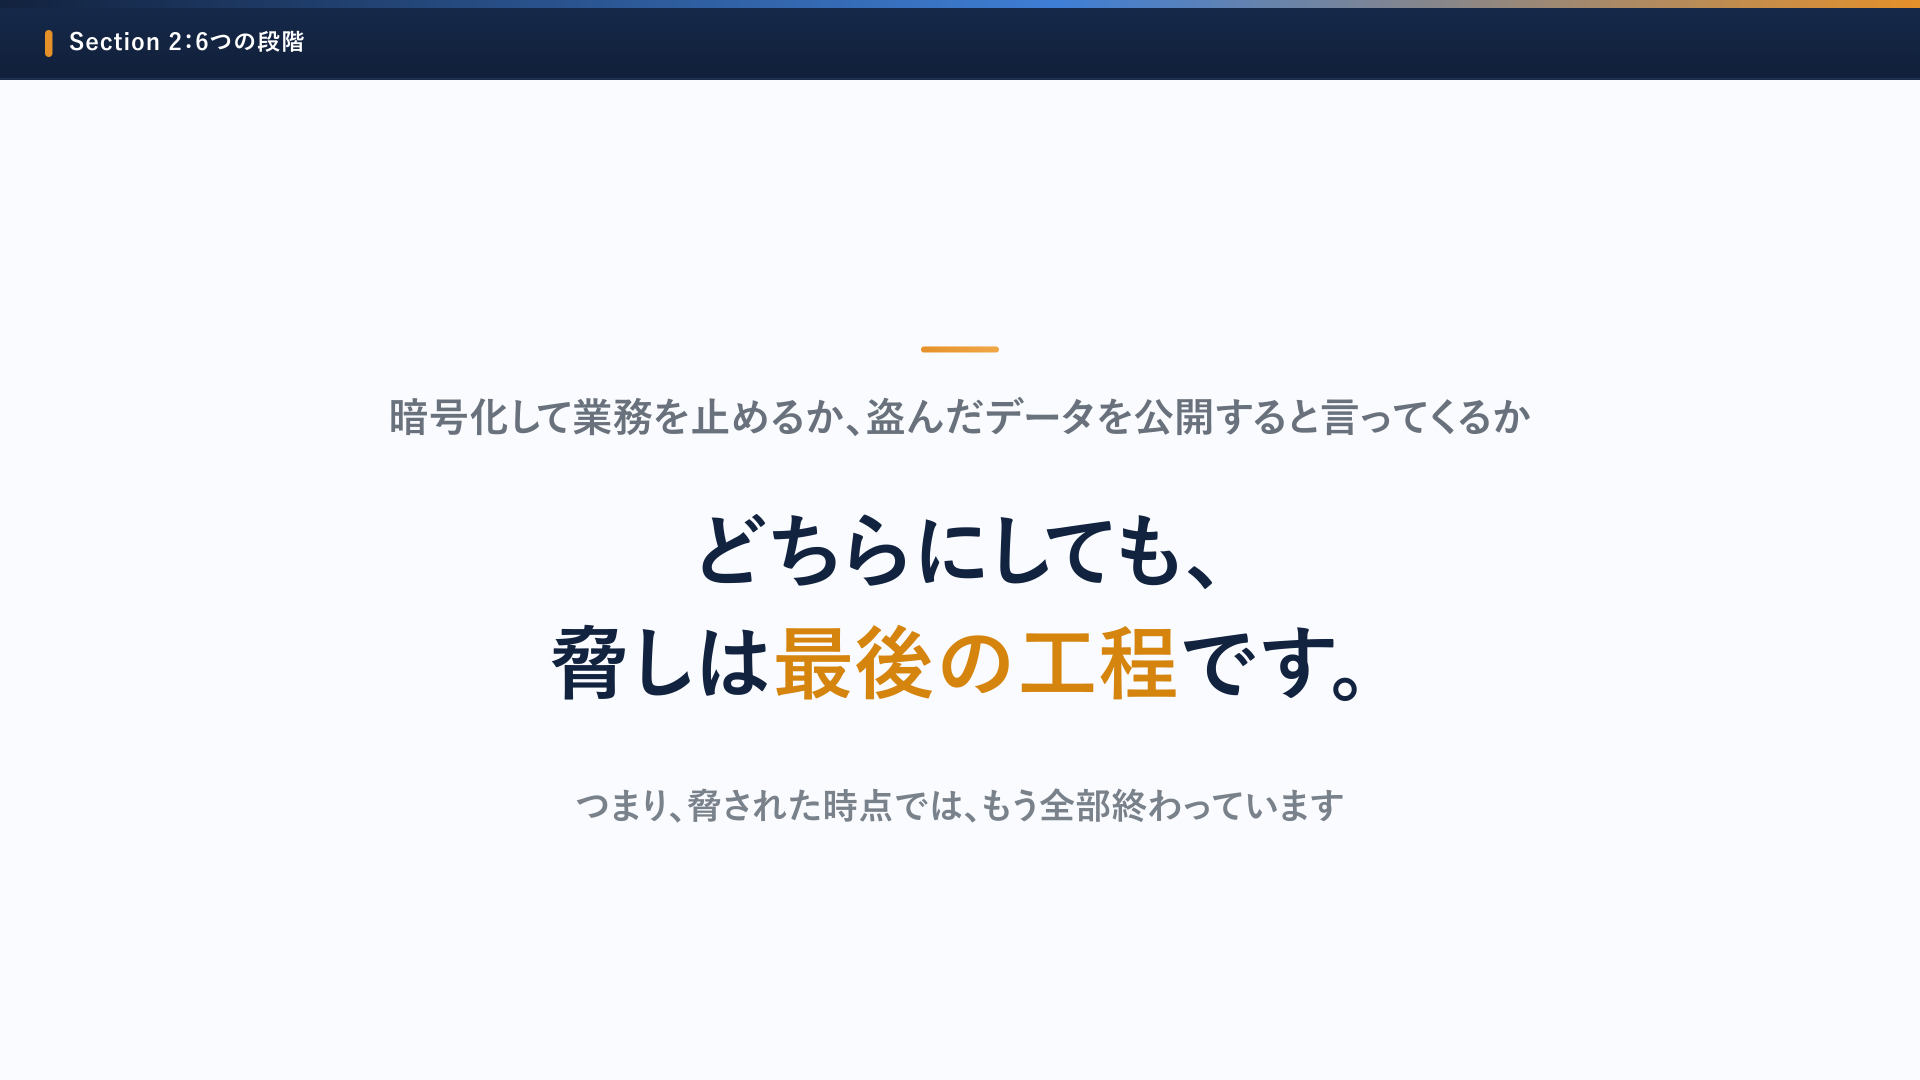 Section 2：6つの段階
暗号化して業務を止めるか、盗んだデータを公開すると言ってくるか
どちらにしても、
脅しは最後の工程です。
つまり、脅された時点では、もう全部終わっています